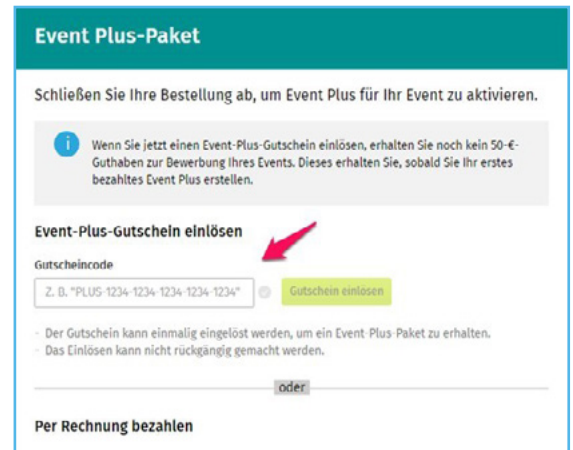 Event Plus-Paket
Schließen Sie Ihre Bestellung ab, um Event Plus für Ihr Event zu aktivieren.
i
Wenn Sie jetzt einen Event-Plus-Gutschein einlösen, erhalten Sie noch kein 50-€-
Guthaben zur Bewerbung Ihres Events. Dieses erhalten Sie, sobald Sie Ihr erstes
bezahltes Event Plus erstellen.
Event-Plus-Gutschein einlösen
Gutscheincode
Z. B. "PLUS-1234-1234-1234-1234-1234"
Gutschein einlösen
- Der Gutschein kann einmalig eingelöst werden, um ein Event-Plus-Paket zu erhalten.
- Das Einlösen kann nicht rückgängig gemacht werden.
oder
Per Rechnung bezahlen